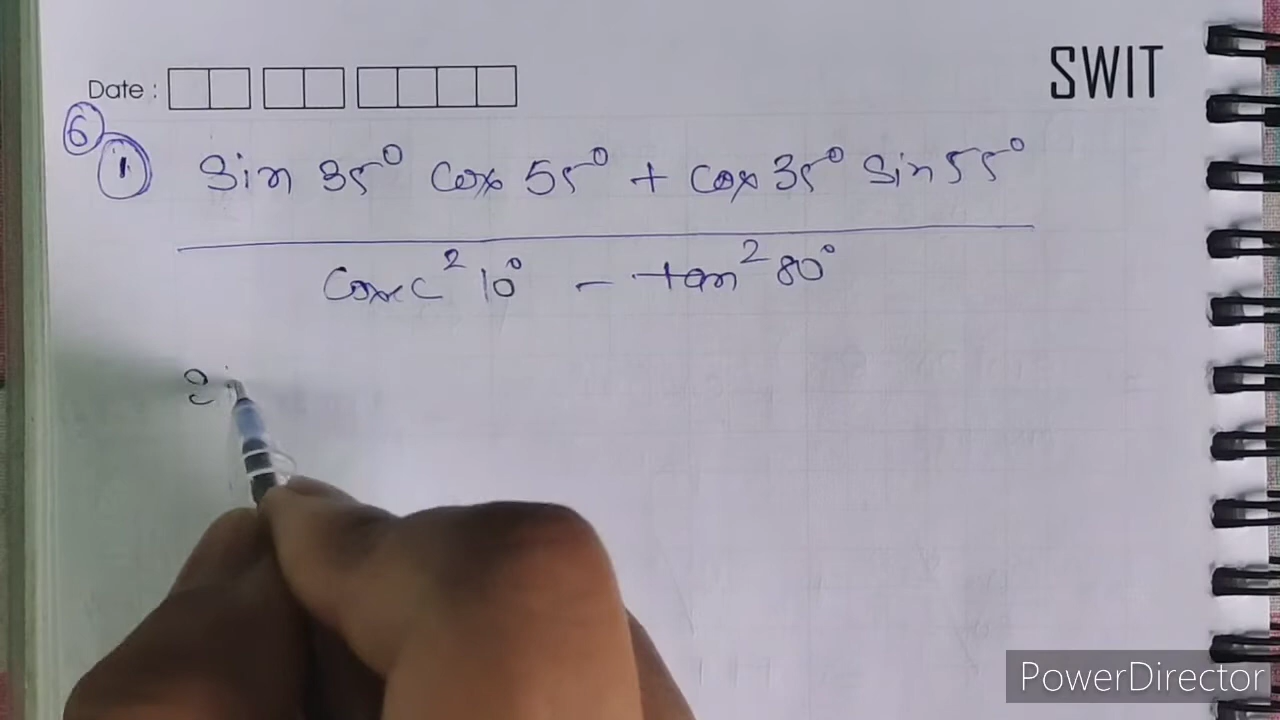 SWIT
Date :
6
1 Sin 35° Cos 55° + Cos 35° Sin 55°
Cosec² 10° - tan² 80°
PowerDirector